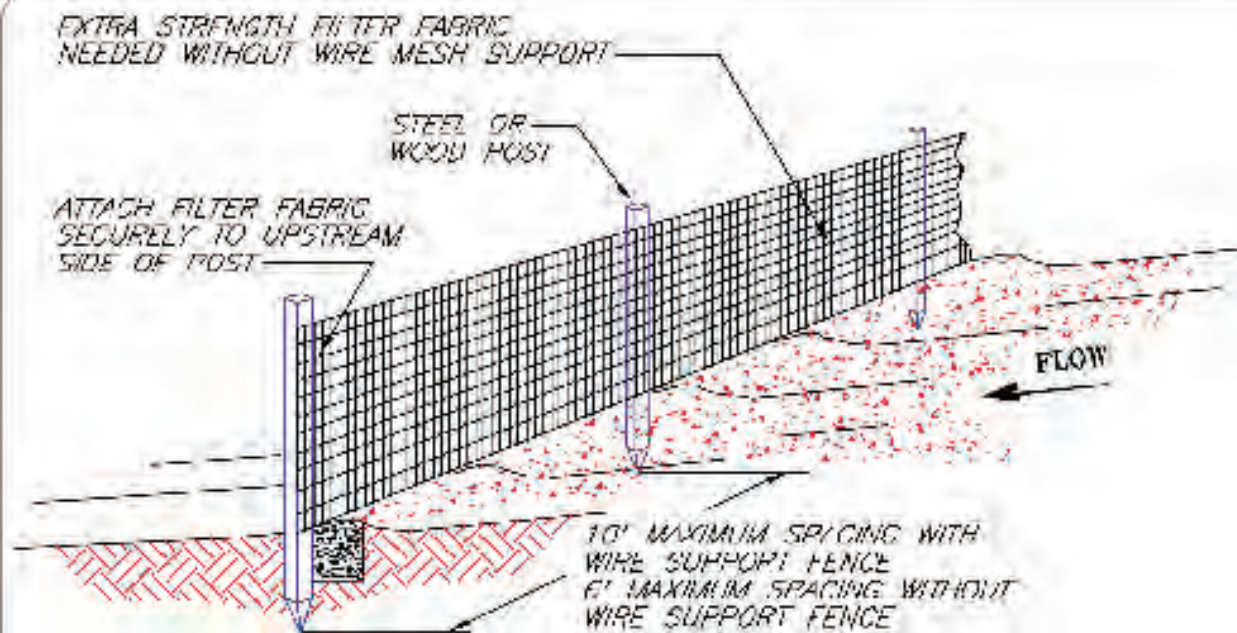 EXTRA STRENGTH FILTER FABRIC
NEEDED WITHOUT WIRE MESH SUPPORT
STEEL OR
WOOD POST
ATTACH FILTER FABRIC
SECURELY TO UPSTREAM
SIDE OF POST
FLOW
10' MAXIMUM SPACING WITH
WIRE SUPPORT FENCE
6' MAXIMUM SPACING WITHOUT
WIRE SUPPORT FENCE